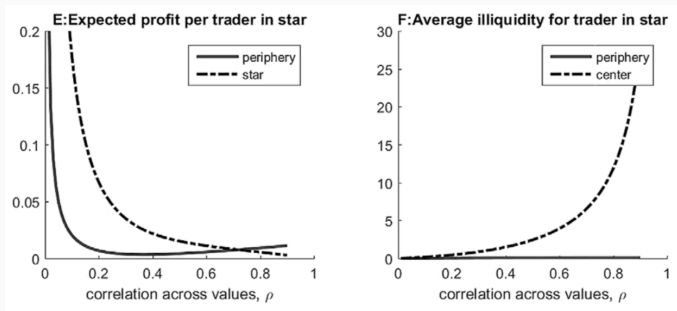 E:Expected profit per trader in star
0.2
0.15
0.1
0.05
0
periphery
star
0 0.2 0.4 0.6 0.8 1
correlation across values, ρ
F:Average illiquidity for trader in star
30
25
20
15
10
5
0
periphery
center
0 0.2 0.4 0.6 0.8 1
correlation across values, ρ